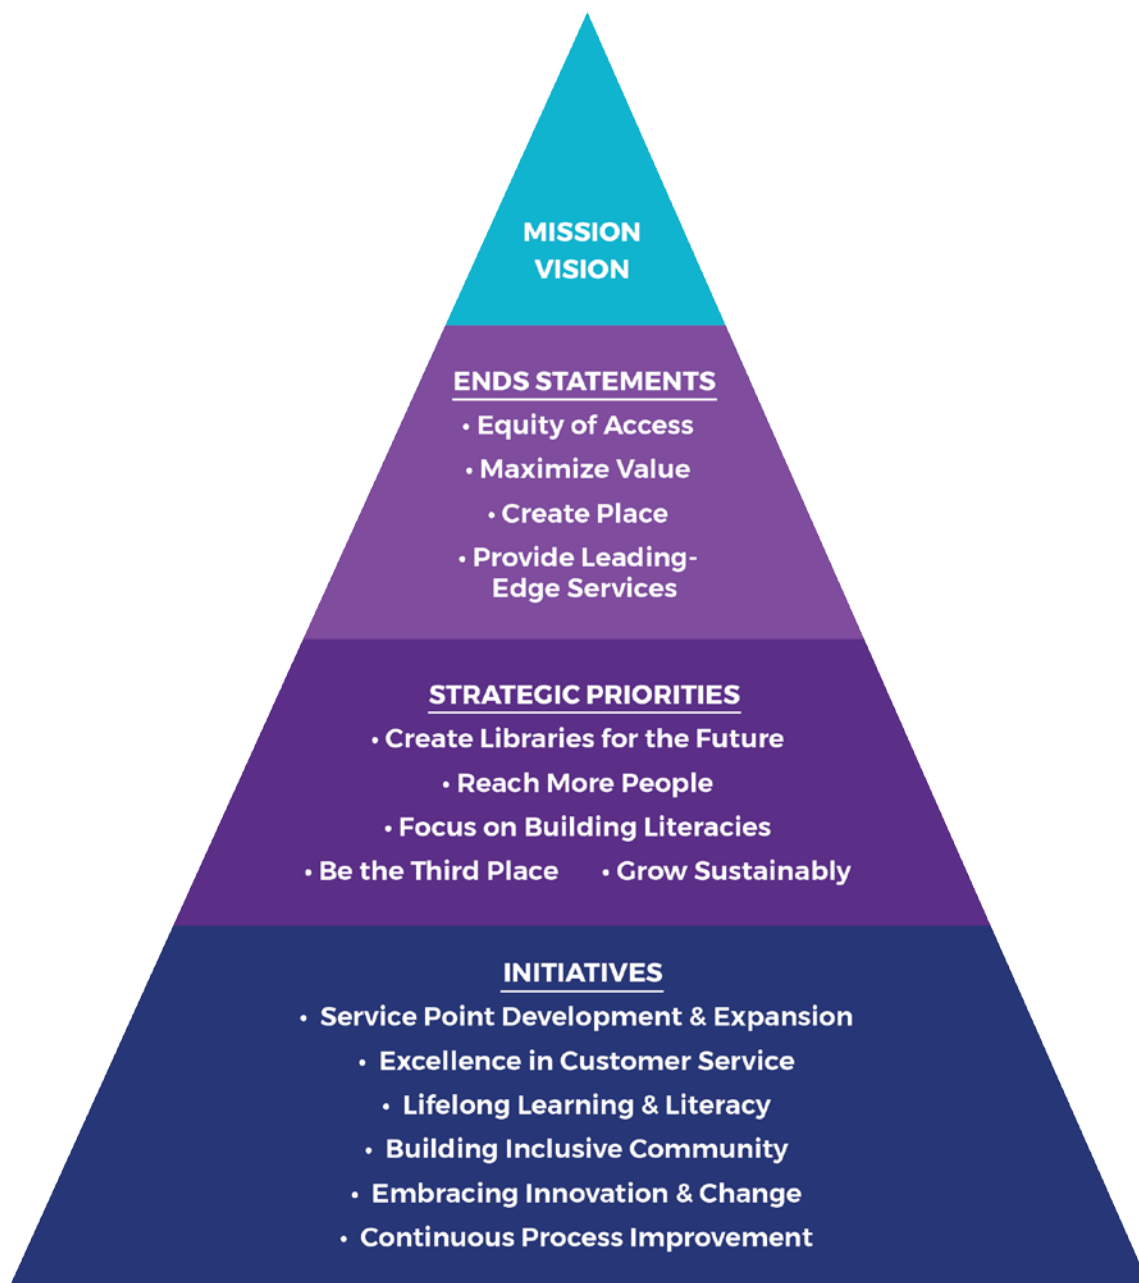 MISSION
VISION
ENDS STATEMENTS
• Equity of Access
• Maximize Value
• Create Place
• Provide Leading-
Edge Services
STRATEGIC PRIORITIES
• Create Libraries for the Future
• Reach More People
• Focus on Building Literacies
• Be the Third Place • Grow Sustainably
INITIATIVES
• Service Point Development & Expansion
• Excellence in Customer Service
• Lifelong Learning & Literacy
• Building Inclusive Community
• Embracing Innovation & Change
• Continuous Process Improvement